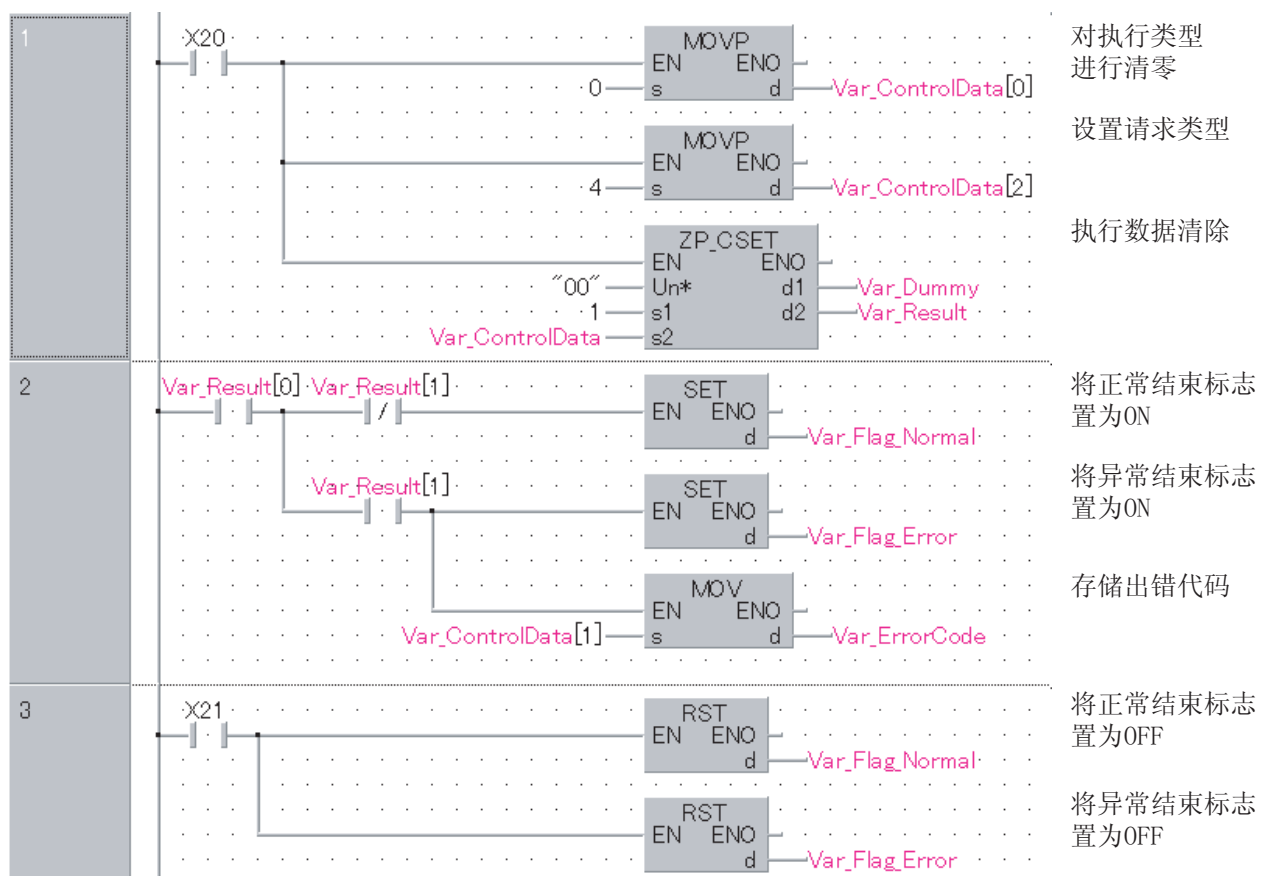 1
X20
MOVP
EN ENO
0 s d Var_ControlData[0]
对执行类型
进行清零
MOVP
EN ENO
4 s d Var_ControlData[2]
设置请求类型
ZP_CSET
EN ENO
"00" Un* d1 Var_Dummy
1 s1 d2 Var_Result
Var_ControlData s2
执行数据清除
2
Var_Result[0] Var_Result[1]
SET
EN ENO
d Var_Flag_Normal
将正常结束标志
置为ON
Var_Result[1]
SET
EN ENO
d Var_Flag_Error
将异常结束标志
置为ON
MOV
EN ENO
Var_ControlData[1] s d Var_ErrorCode
存储出错代码
3
X21
RST
EN ENO
d Var_Flag_Normal
将正常结束标志
置为OFF
RST
EN ENO
d Var_Flag_Error
将异常结束标志
置为OFF